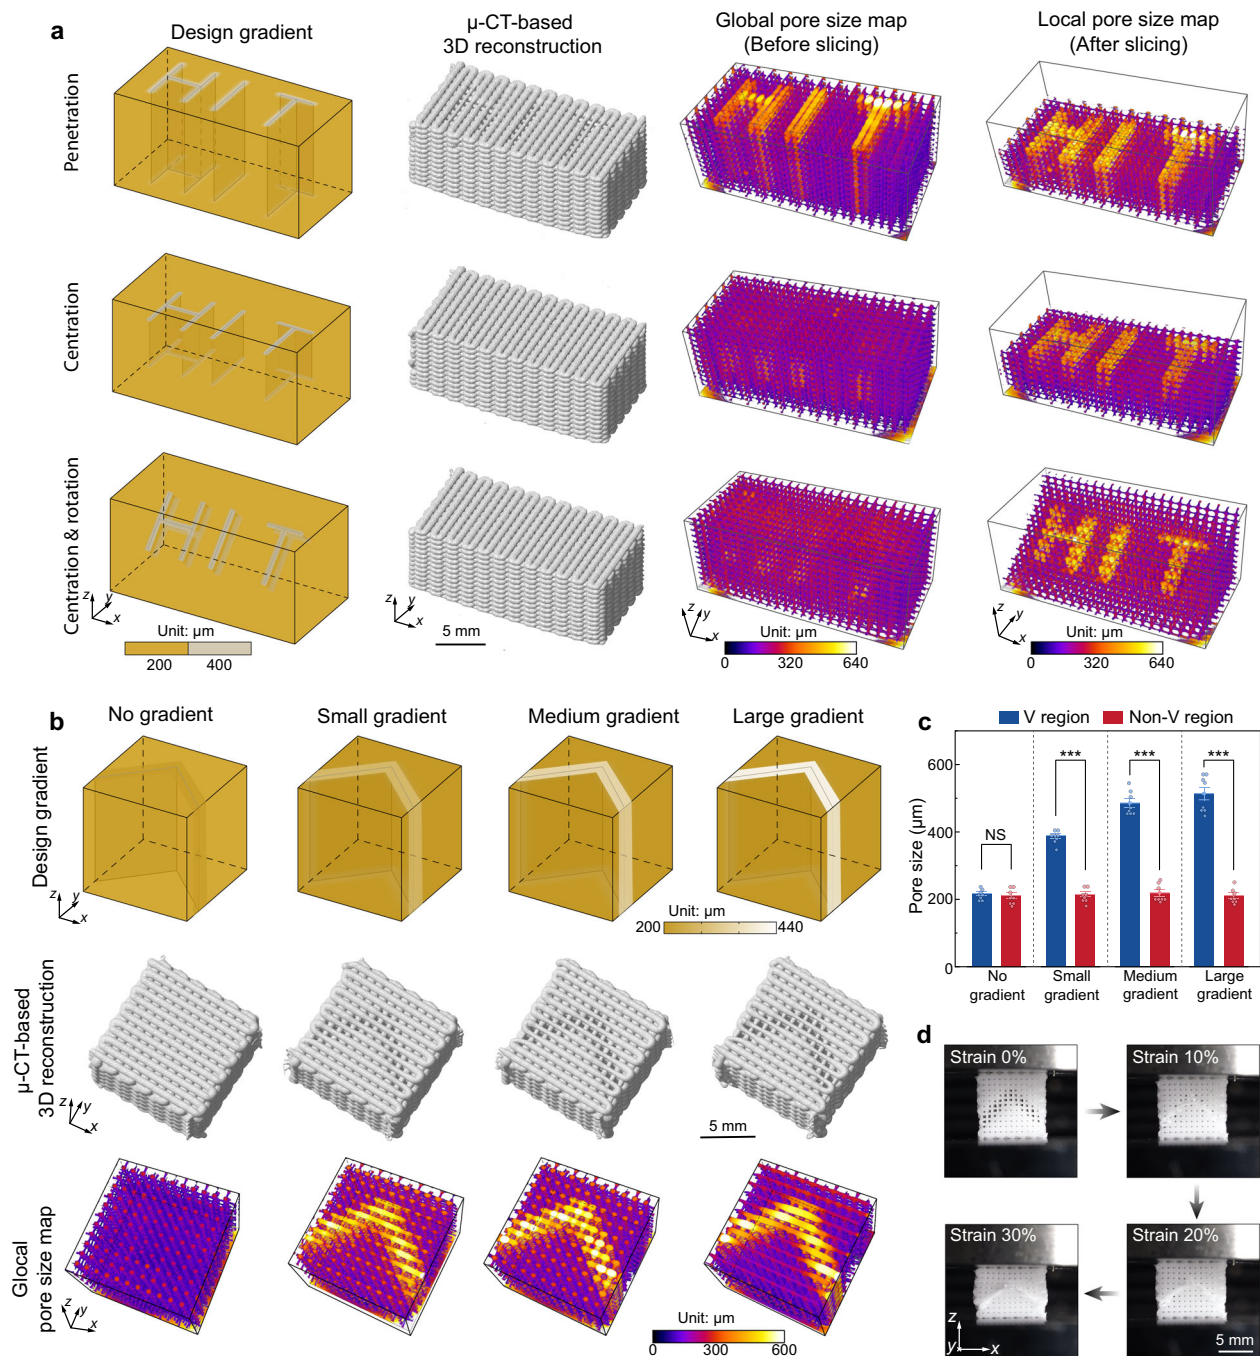 a
Design gradient
μ-CT-based
3D reconstruction
Global pore size map
(Before slicing)
Local pore size map
(After slicing)
Penetration
Centration
Centration & rotation
z
y
x
Unit: μm
200
400
z
y
x
5 mm
z
y
x
Unit: μm
0
320
640
z
y
x
Unit: μm
0
320
640
b
No gradient
Small gradient
Medium gradient
Large gradient
Design gradient
z
y
x
Unit: μm
200
440
μ-CT-based
3D reconstruction
z
y
x
5 mm
Glocal
pore size map
z
y
x
Unit: μm
0
300
600
c
V region
Non-V region
Pore size (μm)
600
400
200
0
NS
***
***
***
No
gradient
Small
gradient
Medium
gradient
Large
gradient
d
Strain 0%
Strain 10%
Strain 30%
Strain 20%
z
y
x
5 mm